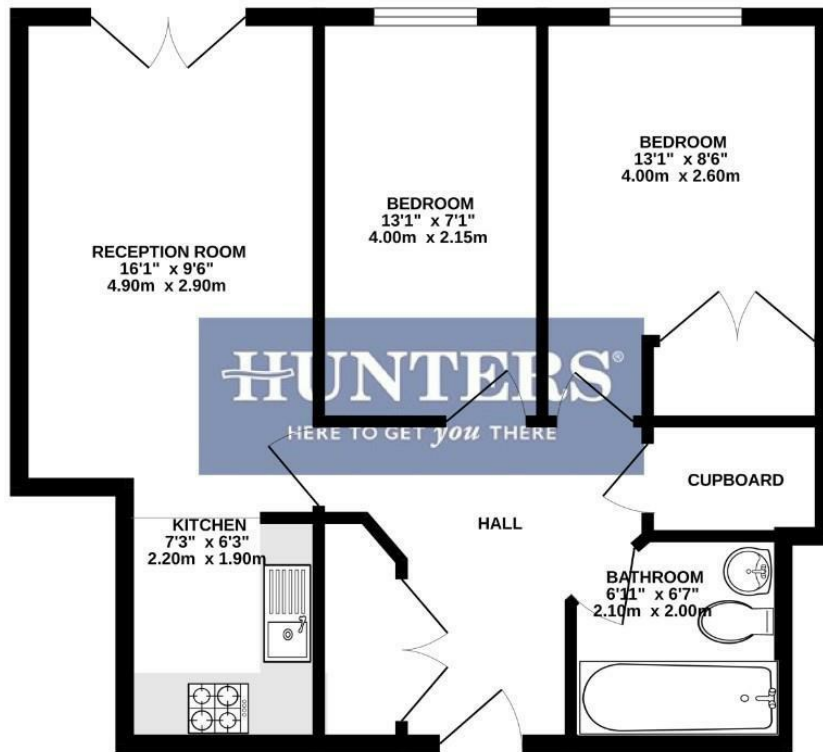 BEDROOM
13'1" x 8'6"
4.00m x 2.60m
BEDROOM
13'1" x 7'1"
4.00m x 2.15m
RECEPTION ROOM
16'1" x 9'6"
4.90m x 2.90m
HUNTERS®
HERE TO GET you THERE
CUPBOARD
HALL
KITCHEN
7'3" x 6'3"
2.20m x 1.90m
BATHROOM
6'11" x 6'7"
2.10m x 2.00m